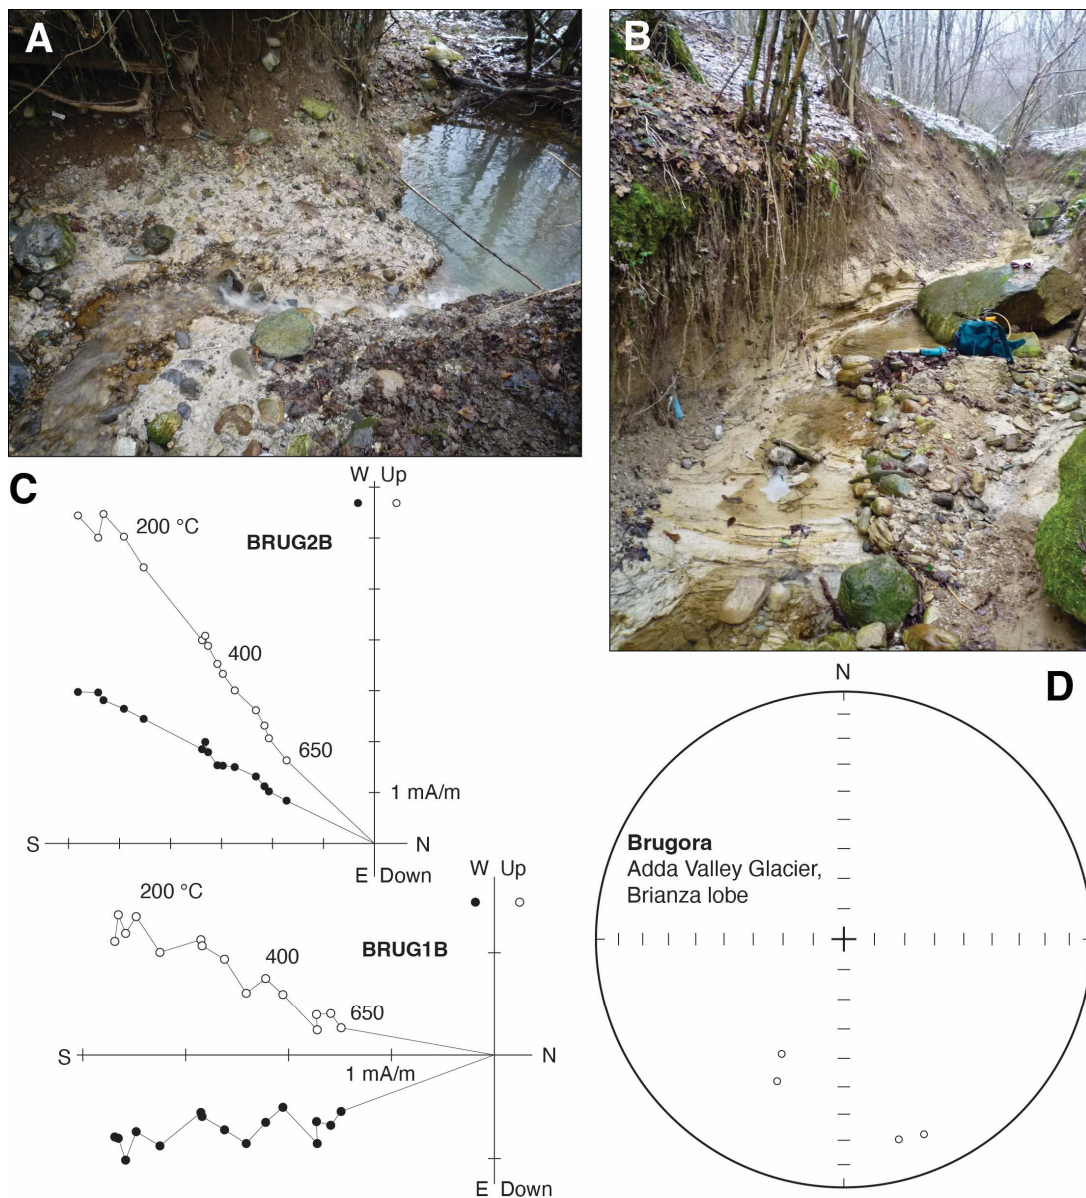 A
B
C
W Up
200 °C
BRUG2B
400
650
1 mA/m
S
N
E Down
W Up
200 °C
BRUG1B
400
650
S
N
1 mA/m
E Down
N
D
Brugora
Adda Valley Glacier,
Brianza lobe